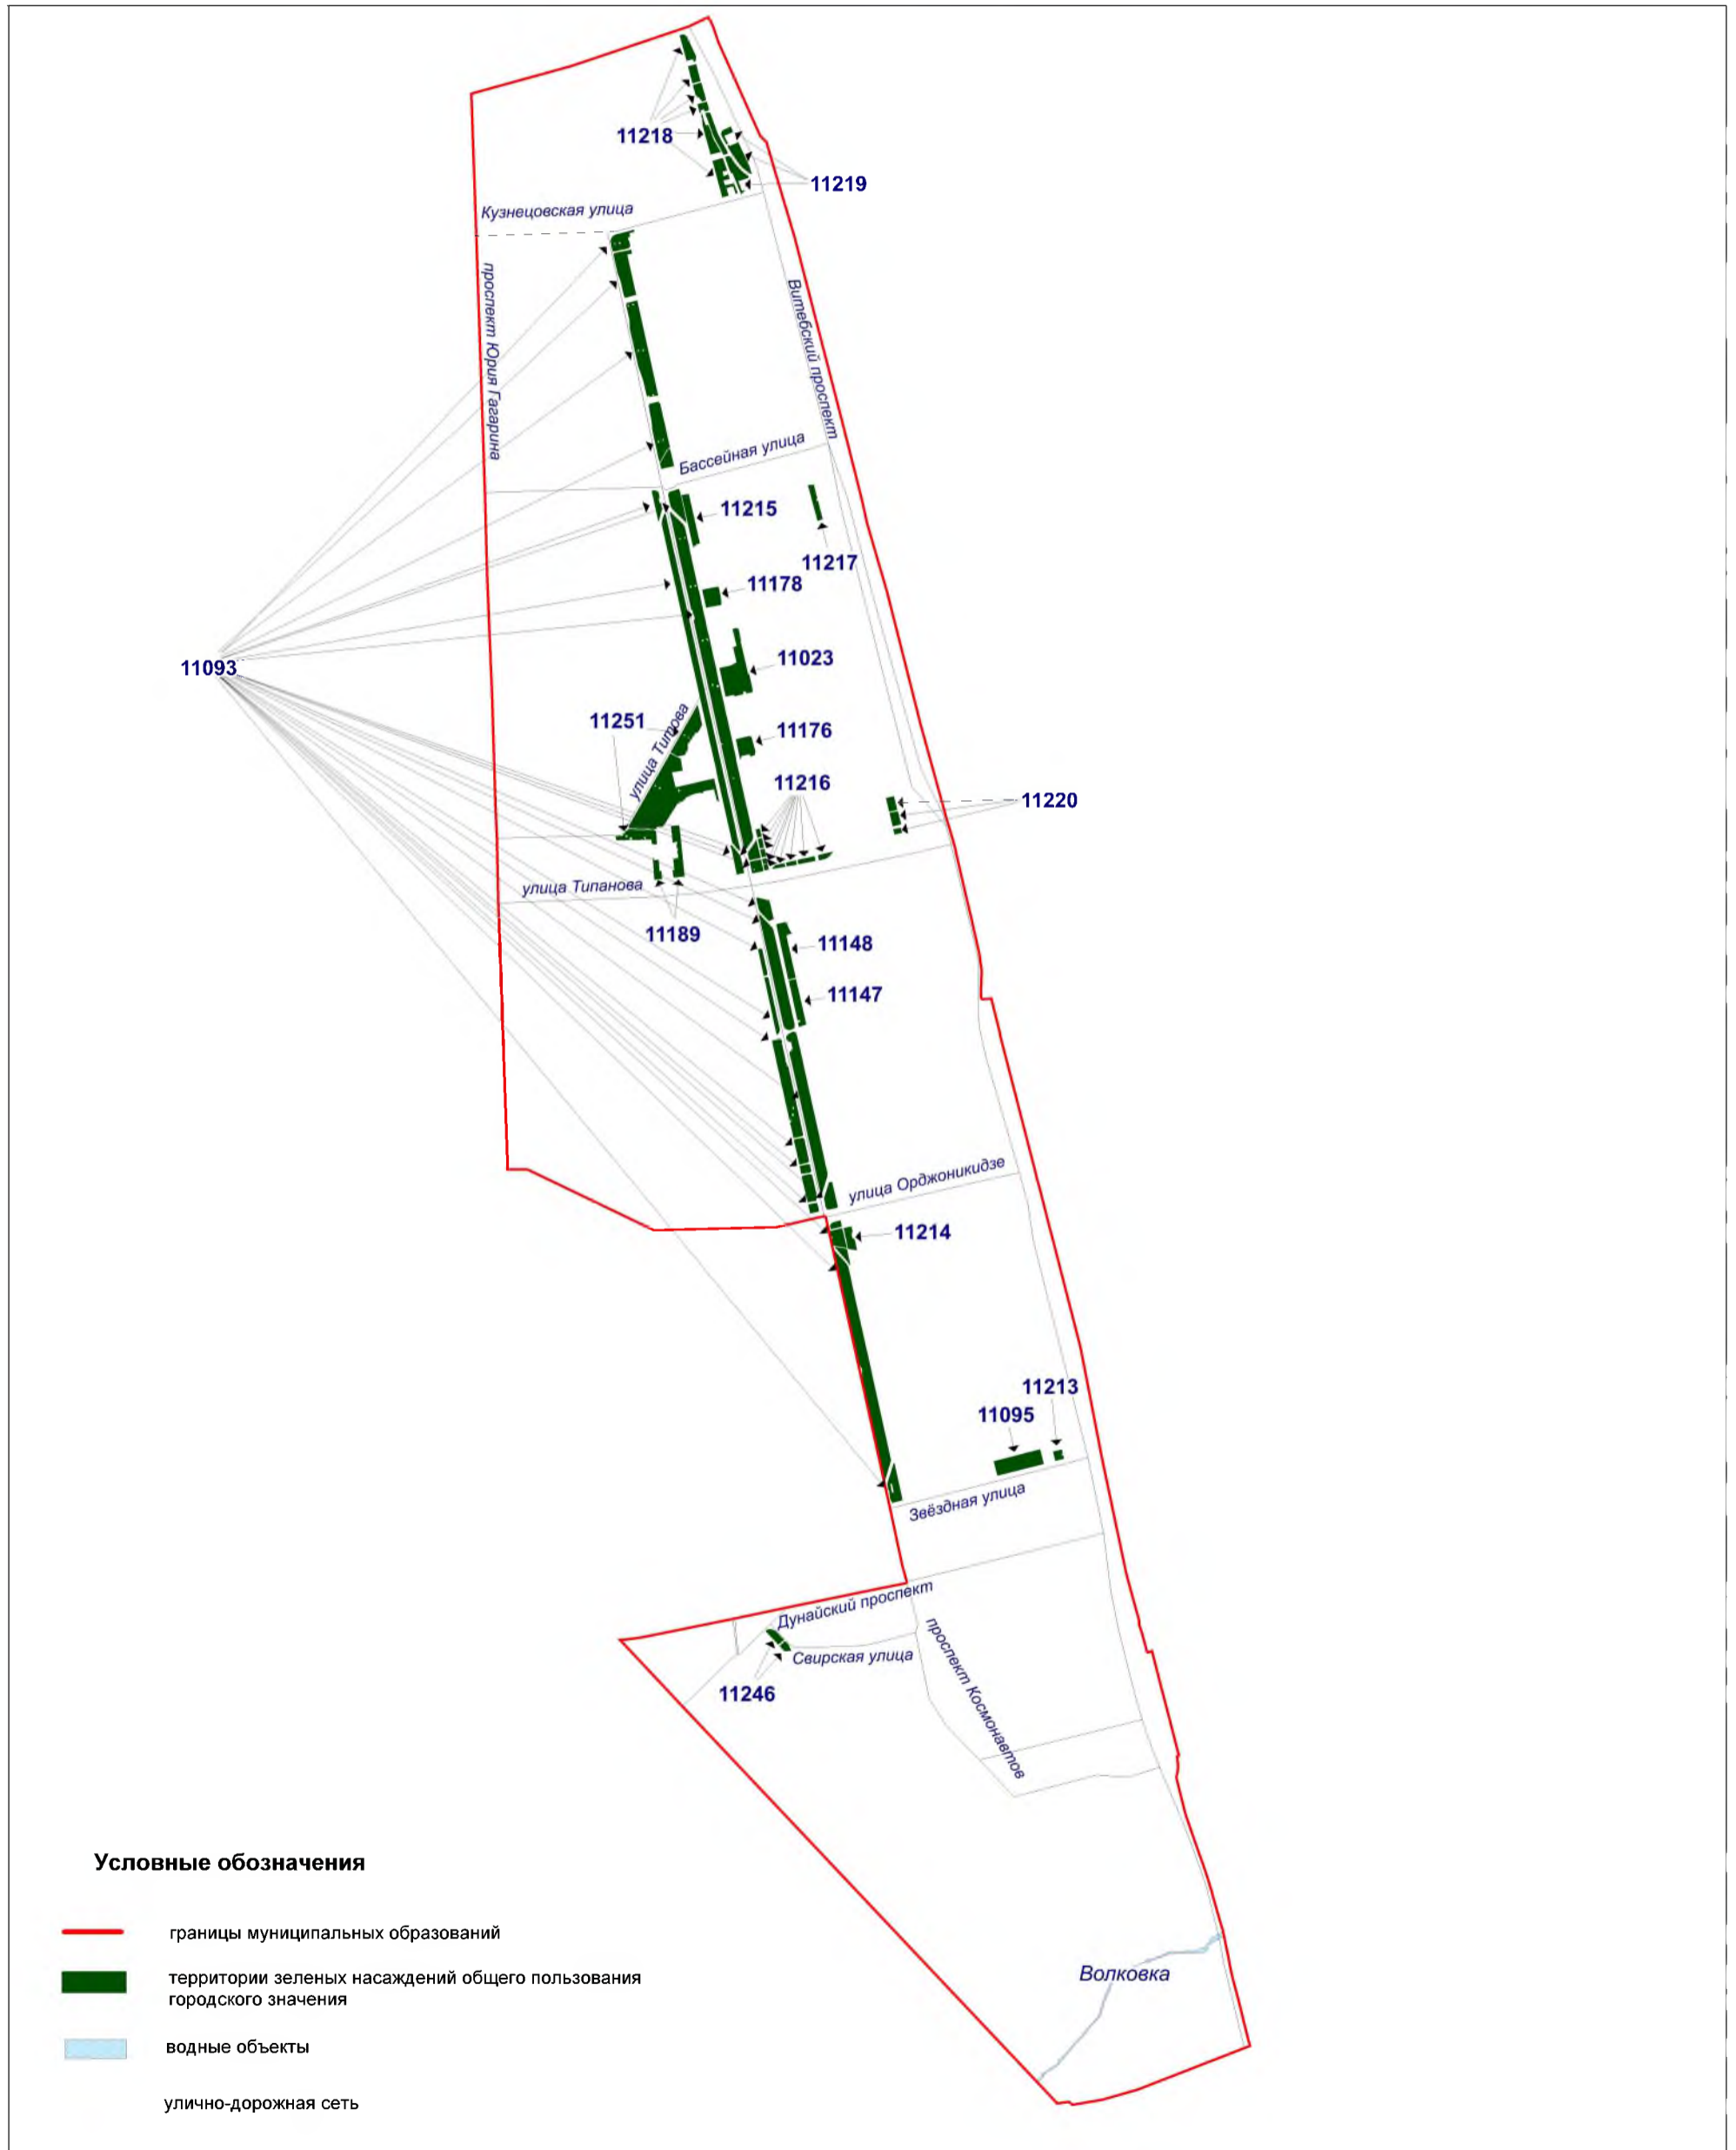 11218
11219
Кузнецовская улица
проспект Юрия Гагарина
Витебский проспект
Бассейная улица
11215
11217
11178
11093
11023
11251
улица Титова
11176
11216
11220
улица Типанова
11189
11148
11147
улица Орджоникидзе
11214
11213
11095
Звёздная улица
Дунайский проспект
Свирская улица
проспект Космонавтов
11246
Условные обозначения
границы муниципальных образований
территории зеленых насаждений общего пользования
городского значения
Волковка
водные объекты
улично-дорожная сеть